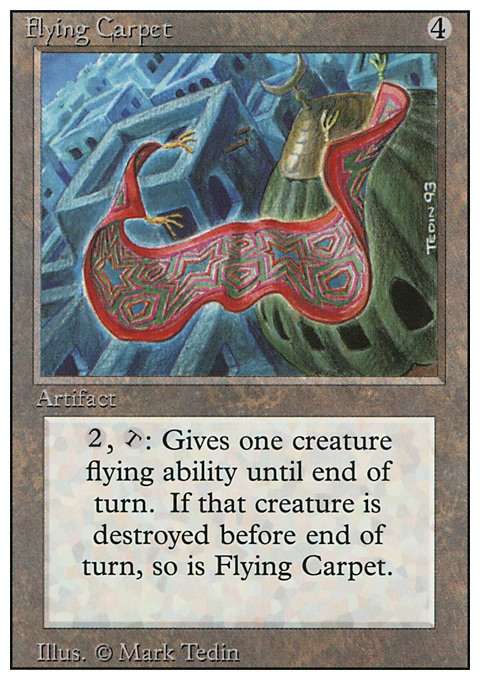 Flying Carpet 4
TEDIN 93
Artifact
2, T: Gives one creature
flying ability until end of
turn. If that creature is
destroyed before end of
turn, so is Flying Carpet.
Illus. © Mark Tedin